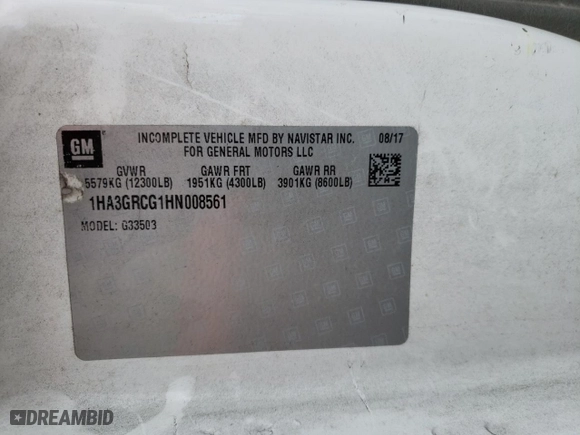 GM
INCOMPLETE VEHICLE MFD BY NAVISTAR INC. 08/17
FOR GENERAL MOTORS LLC
GVWR GAWR FRT GAWR RR
5579KG (12300LB) 1951KG (4300LB) 3901KG (8600LB)
1HA3GRCG1HN008561
MODEL: G33503
DREAMBID